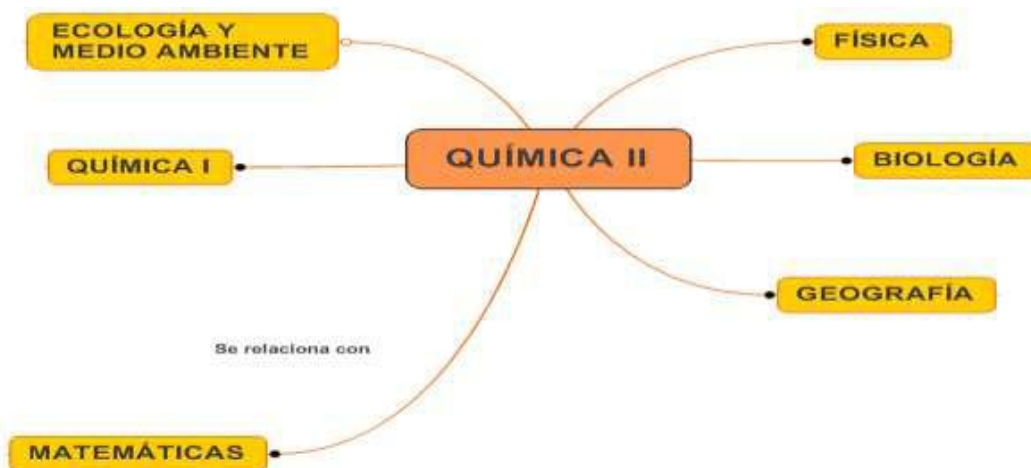 ECOLOGÍA Y
MEDIO AMBIENTE
FÍSICA
QUÍMICA II
QUÍMICA I
BIOLOGÍA
GEOGRAFÍA
Se relaciona con
MATEMÁTICAS